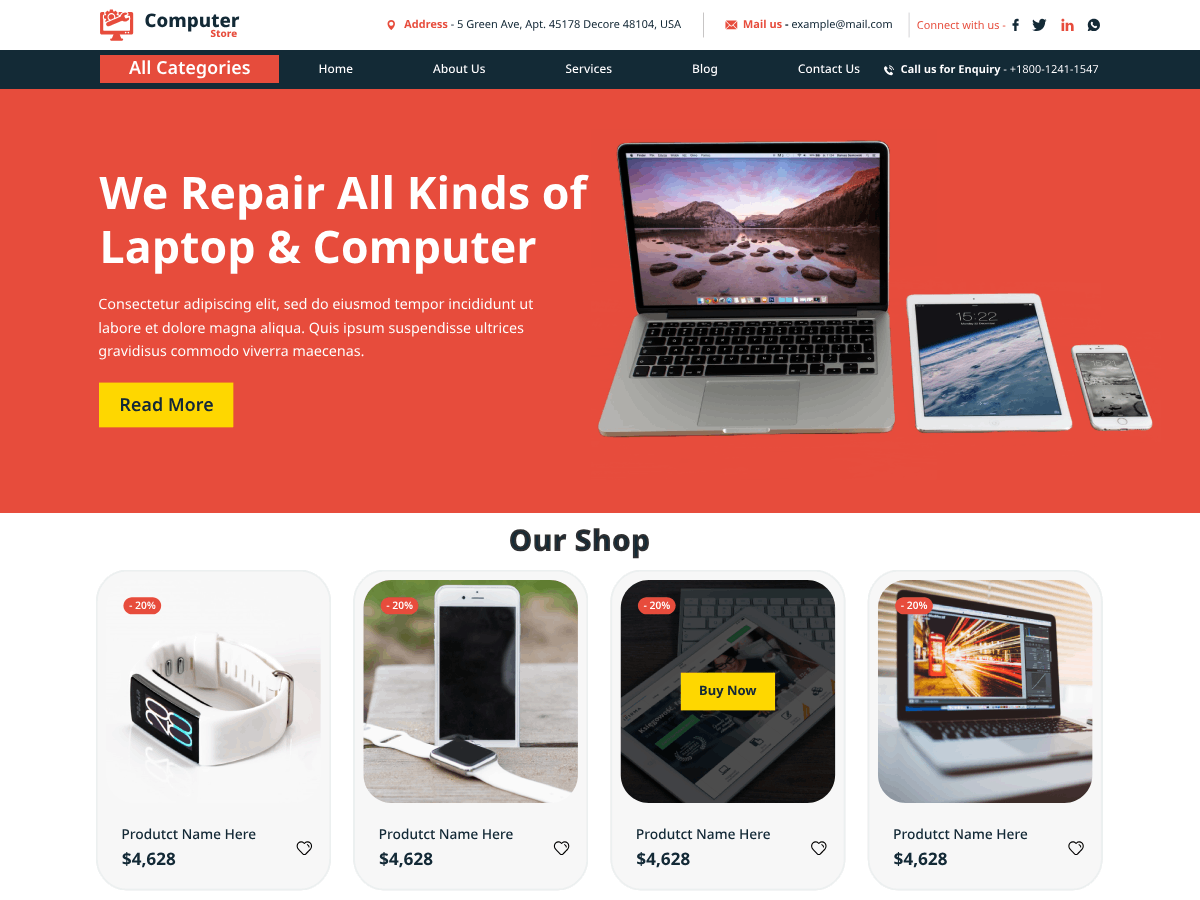 Computer
Store
Address - 5 Green Ave, Apt. 45178 Decore 48104, USA
Mail us - example@mail.com
Connect with us -
All Categories
Home
About Us
Services
Blog
Contact Us
Call us for Enquiry - +1800-1241-1547
We Repair All Kinds of
Laptop & Computer
Consectetur adipiscing elit, sed do eiusmod tempor incididunt ut
labore et dolore magna aliqua. Quis ipsum suspendisse ultrices
gravidisus commodo viverra maecenas.
Read More
15:22
Our Shop
- 20%
- 20%
- 20%
- 20%
Buy Now
Produtct Name Here
$4,628
Produtct Name Here
$4,628
Produtct Name Here
$4,628
Produtct Name Here
$4,628